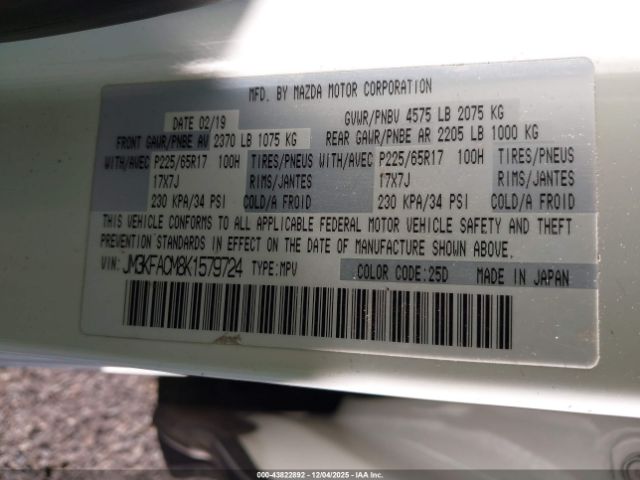 MFD. BY MAZDA MOTOR CORPORATION
DATE 02/19 GVWR/PNBV 4575 LB 2075 KG
FRONT GAWR/PNBE AV 2370 LB 1075 KG REAR GAWR/PNBE AR 2205 LB 1000 KG
WITH/AVEC P225/65R17 100H TIRES/PNEUS WITH/AVEC P225/65R17 100H TIRES/PNEUS
17X7J RIMS/JANTES 17X7J RIMS/JANTES
230 KPA/34 PSI COLD/A FROID 230 KPA/34 PSI COLD/A FROID
THIS VEHICLE CONFORMS TO ALL APPLICABLE FEDERAL MOTOR VEHICLE SAFETY AND THEFT
PREVENTION STANDARDS IN EFFECT ON THE DATE OF MANUFACTURE SHOWN ABOVE.
VIN: JM3KFACM8K1579724 TYPE:MPV COLOR CODE:25D MADE IN JAPAN
000-43822892 - 12/04/2025 - IAAI, Inc.